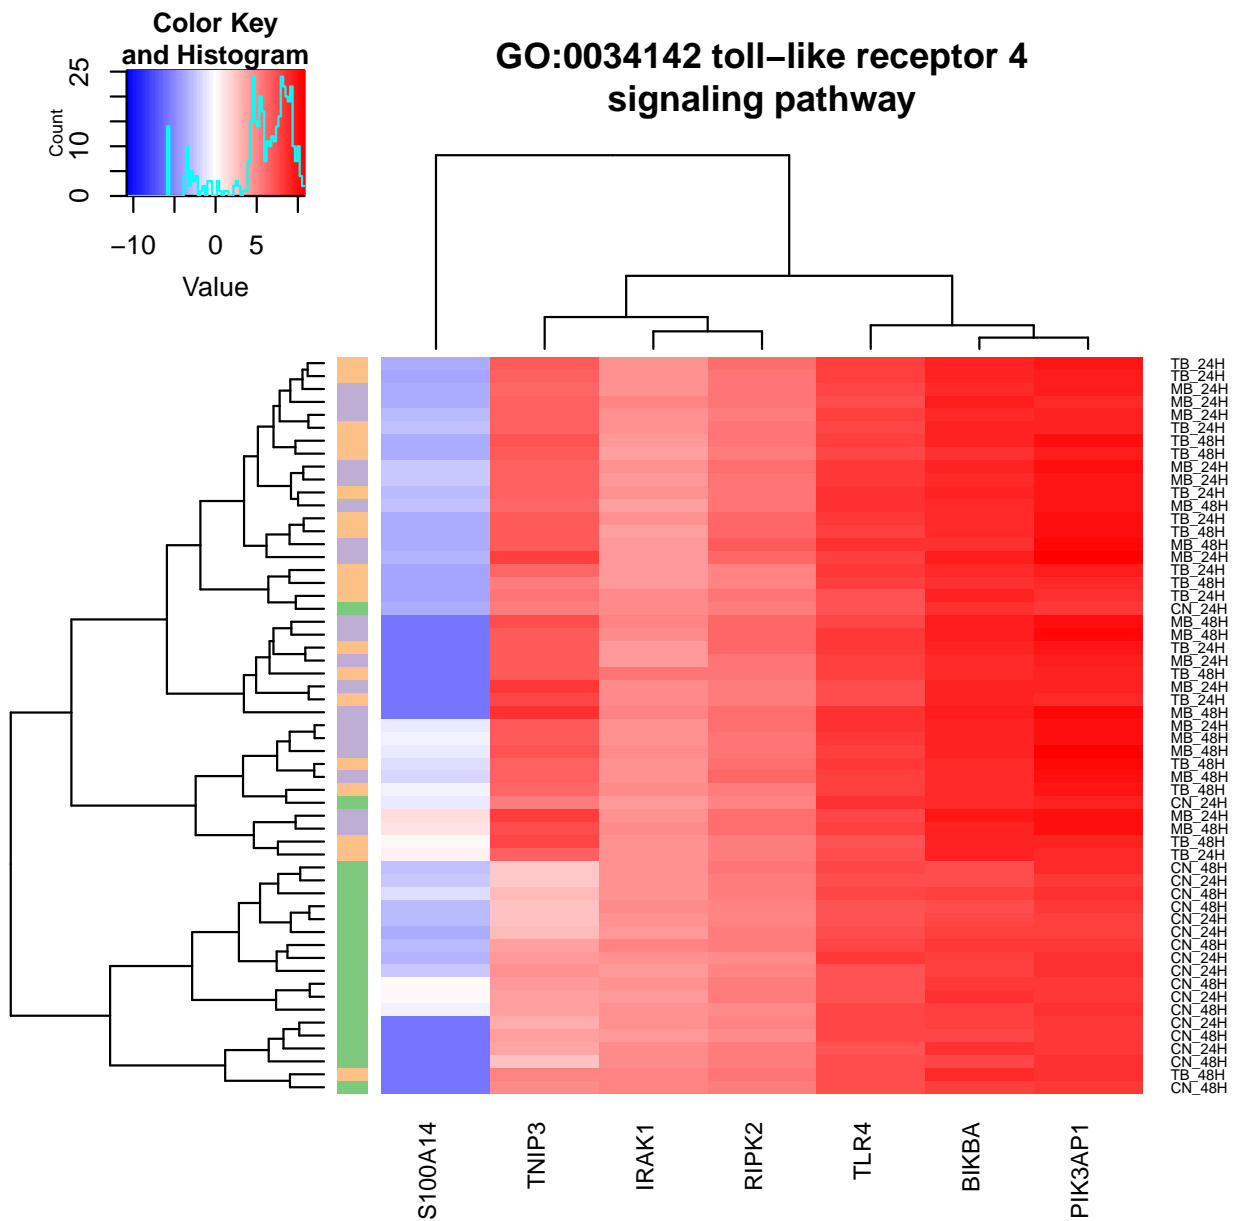 Color Key
and Histogram
GO:0034142 toll−like receptor 4
signaling pathway
Count
25
10
0
−10 0 5
Value
TB_24H
TB_24H
MB_24H
MB_24H
MB_24H
TB_24H
TB_48H
TB_48H
MB_24H
MB_24H
TB_24H
MB_48H
TB_24H
TB_48H
MB_48H
MB_24H
TB_24H
TB_48H
TB_24H
CN_24H
MB_48H
MB_48H
TB_24H
MB_24H
TB_48H
MB_24H
TB_24H
MB_48H
MB_24H
MB_48H
MB_48H
TB_48H
MB_48H
TB_48H
CN_24H
MB_24H
MB_48H
TB_48H
TB_24H
CN_48H
CN_24H
CN_48H
CN_48H
CN_24H
CN_24H
CN_48H
CN_24H
CN_24H
CN_48H
CN_24H
CN_48H
CN_24H
CN_48H
CN_24H
CN_48H
TB_48H
CN_48H
S100A14
TNIP3
IRAK1
RIPK2
TLR4
BIKBA
PIK3AP1